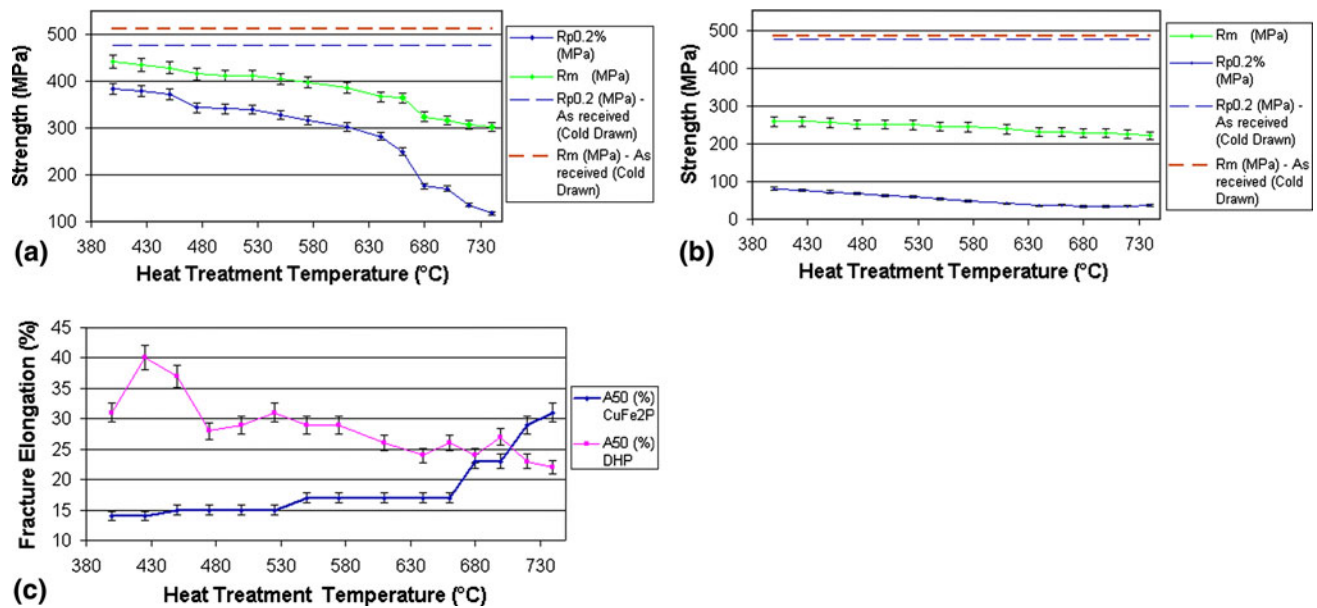 500
400
300
200
100
380 430 480 530 580 630 680 730
Strength (MPa)
Heat Treatment Temperature (°C)
(a)
Rp0.2%
(MPa)
Rm (MPa)
Rp0.2 (MPa) -
As received
(Cold Drawn)
Rm (MPa) - As
received (Cold
Drawn)
500
400
300
200
100
0
380 430 480 530 580 630 680 730
Strength (MPa)
Heat Treatment Temperature (°C)
(b)
Rm (MPa)
Rp0.2%
(MPa)
Rp0.2 (MPa) -
As received
(Cold Drawn)
Rm (MPa) - As
received (Cold
Drawn)
45
40
35
30
25
20
15
10
380 430 480 530 580 630 680 730
Fracture Elongation (%)
Heat Treatment Temperature (°C)
(c)
A50 (%)
CuFe2P
A50 (%)
DHP